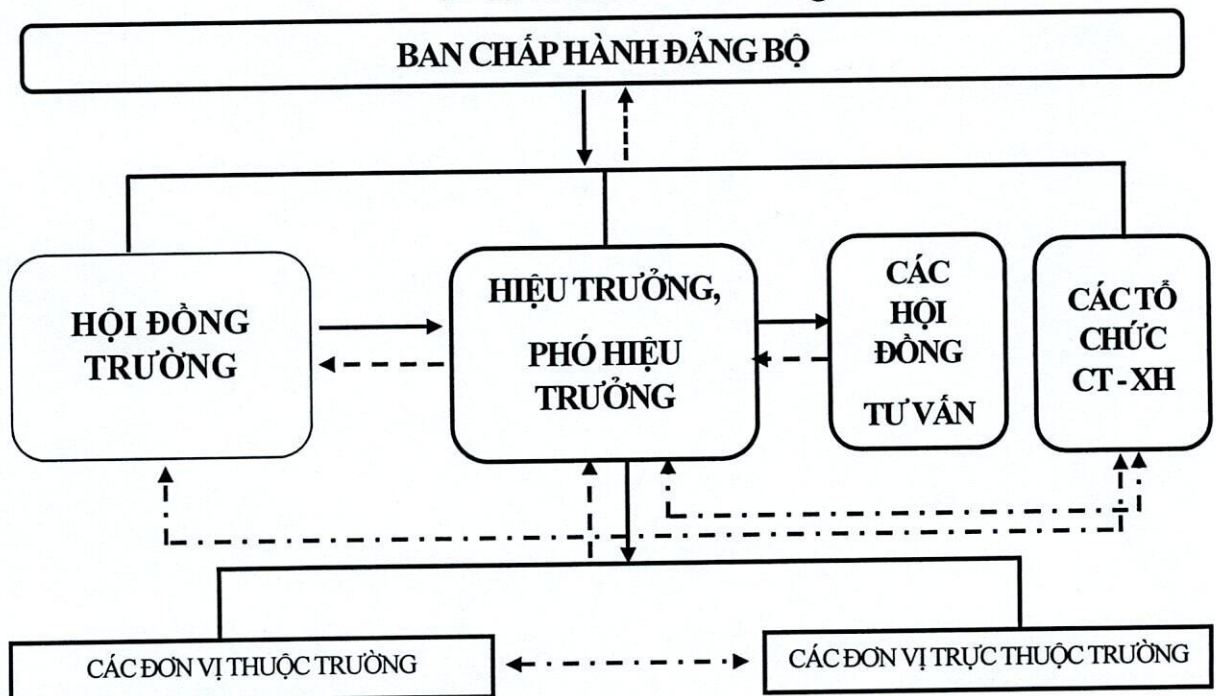 BAN CHẤP HÀNH ĐẢNG BỘ
HỘI ĐỒNG
TRƯỜNG
HIỆU TRƯỞNG,
PHÓ HIỆU
TRƯỞNG
CÁC
HỘI
ĐỒNG
TƯ VẤN
CÁC TỔ
CHỨC
CT - XH
CÁC ĐƠN VỊ THUỘC TRƯỜNG
CÁC ĐƠN VỊ TRỰC THUỘC TRƯỜNG